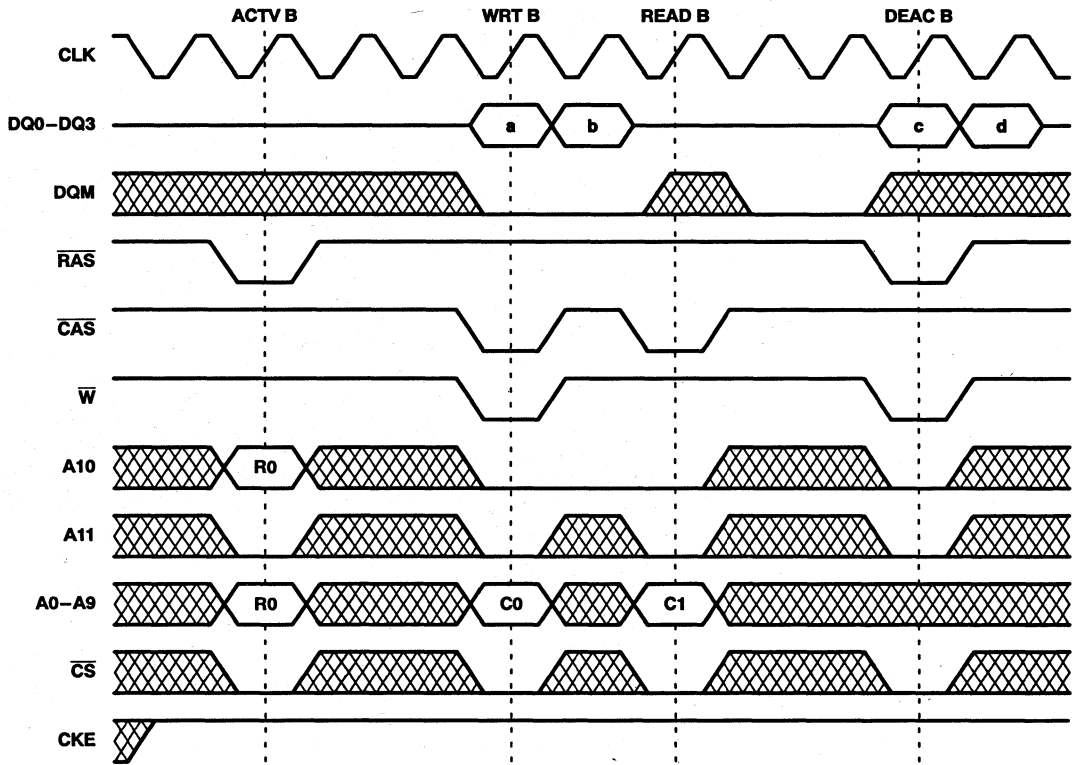 ACTV B WRT B READ B DEAC B
CLK
DQ0–DQ3 a b c d
DQM
RAS
CAS
W
A10 R0
A11
A0–A9 R0 C0 C1
CS
CKE